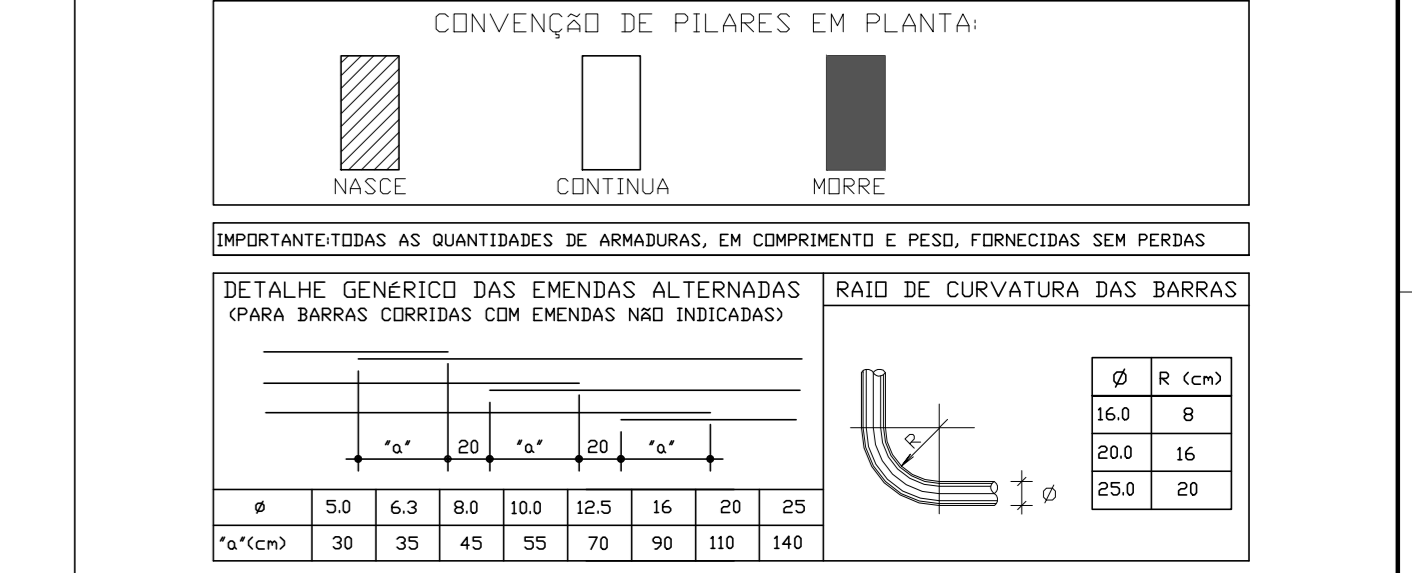 CONVENÇÃO DE PILARES EM PLANTA:
NASCE CONTINUA MORRE
IMPORTANTE:TODAS AS QUANTIDADES DE ARMADURAS, EM COMPRIMENTO E PESO, FORNECIDAS SEM PERDAS
DETALHE GENÉRICO DAS EMENDAS ALTERNADAS
(PARA BARRAS CORRIDAS COM EMENDAS NÃO INDICADAS)
"a" 20 "a" 20 "a"
Ø 5.0 6.3 8.0 10.0 12.5 16 20 25
"a"(cm) 30 35 45 55 70 90 110 140
RAIO DE CURVATURA DAS BARRAS
R
Ø
Ø R (cm)
16.0 8
20.0 16
25.0 20